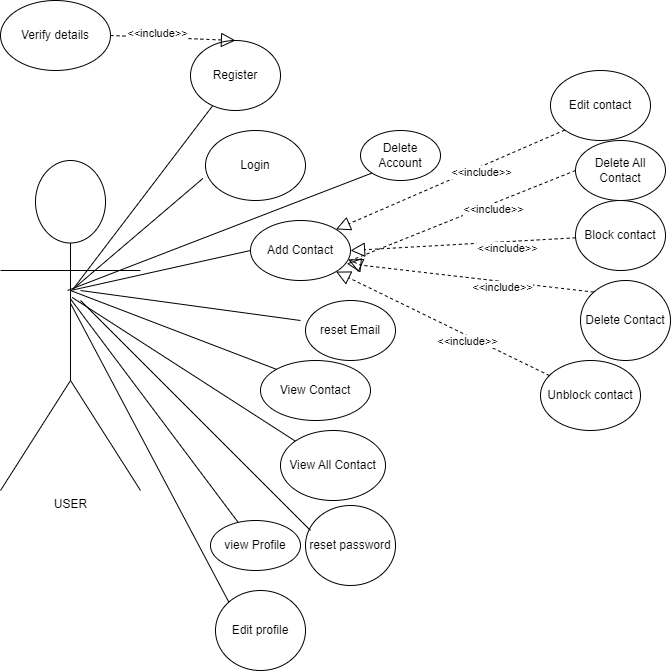 Verify details
<<include>>
Register
Edit contact
Login
Delete
Account
Delete All
Contact
<<include>>
<<include>>
Add Contact
Block contact
<<include>>
<<include>>
reset Email
Delete Contact
<<include>>
View Contact
Unblock contact
View All Contact
USER
view Profile
reset password
Edit profile